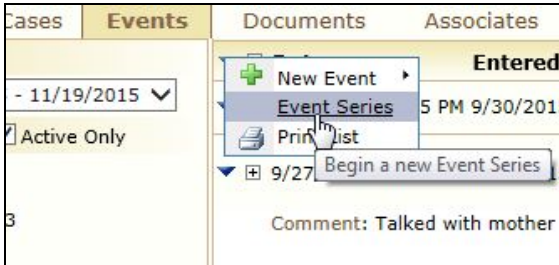 Cases Events Documents Associates
Entered
New Event
- 11/19/2015
Event Series 5 PM 9/30/201
Active Only
Print List
Begin a new Event Series
9/27
3
Comment: Talked with mother